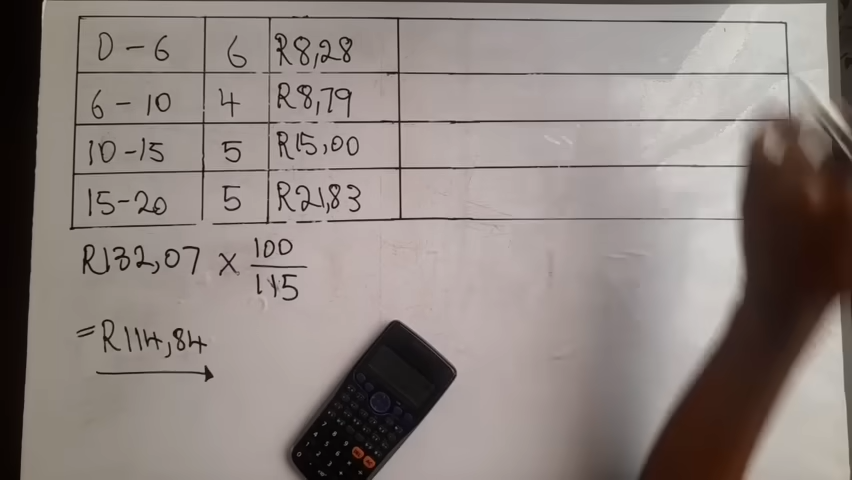 0 - 6 6 R8,28
6 - 10 4 R8,79
10 - 15 5 R15,00
15 - 20 5 R21,83
R132,07 × 100/115
= R114,84